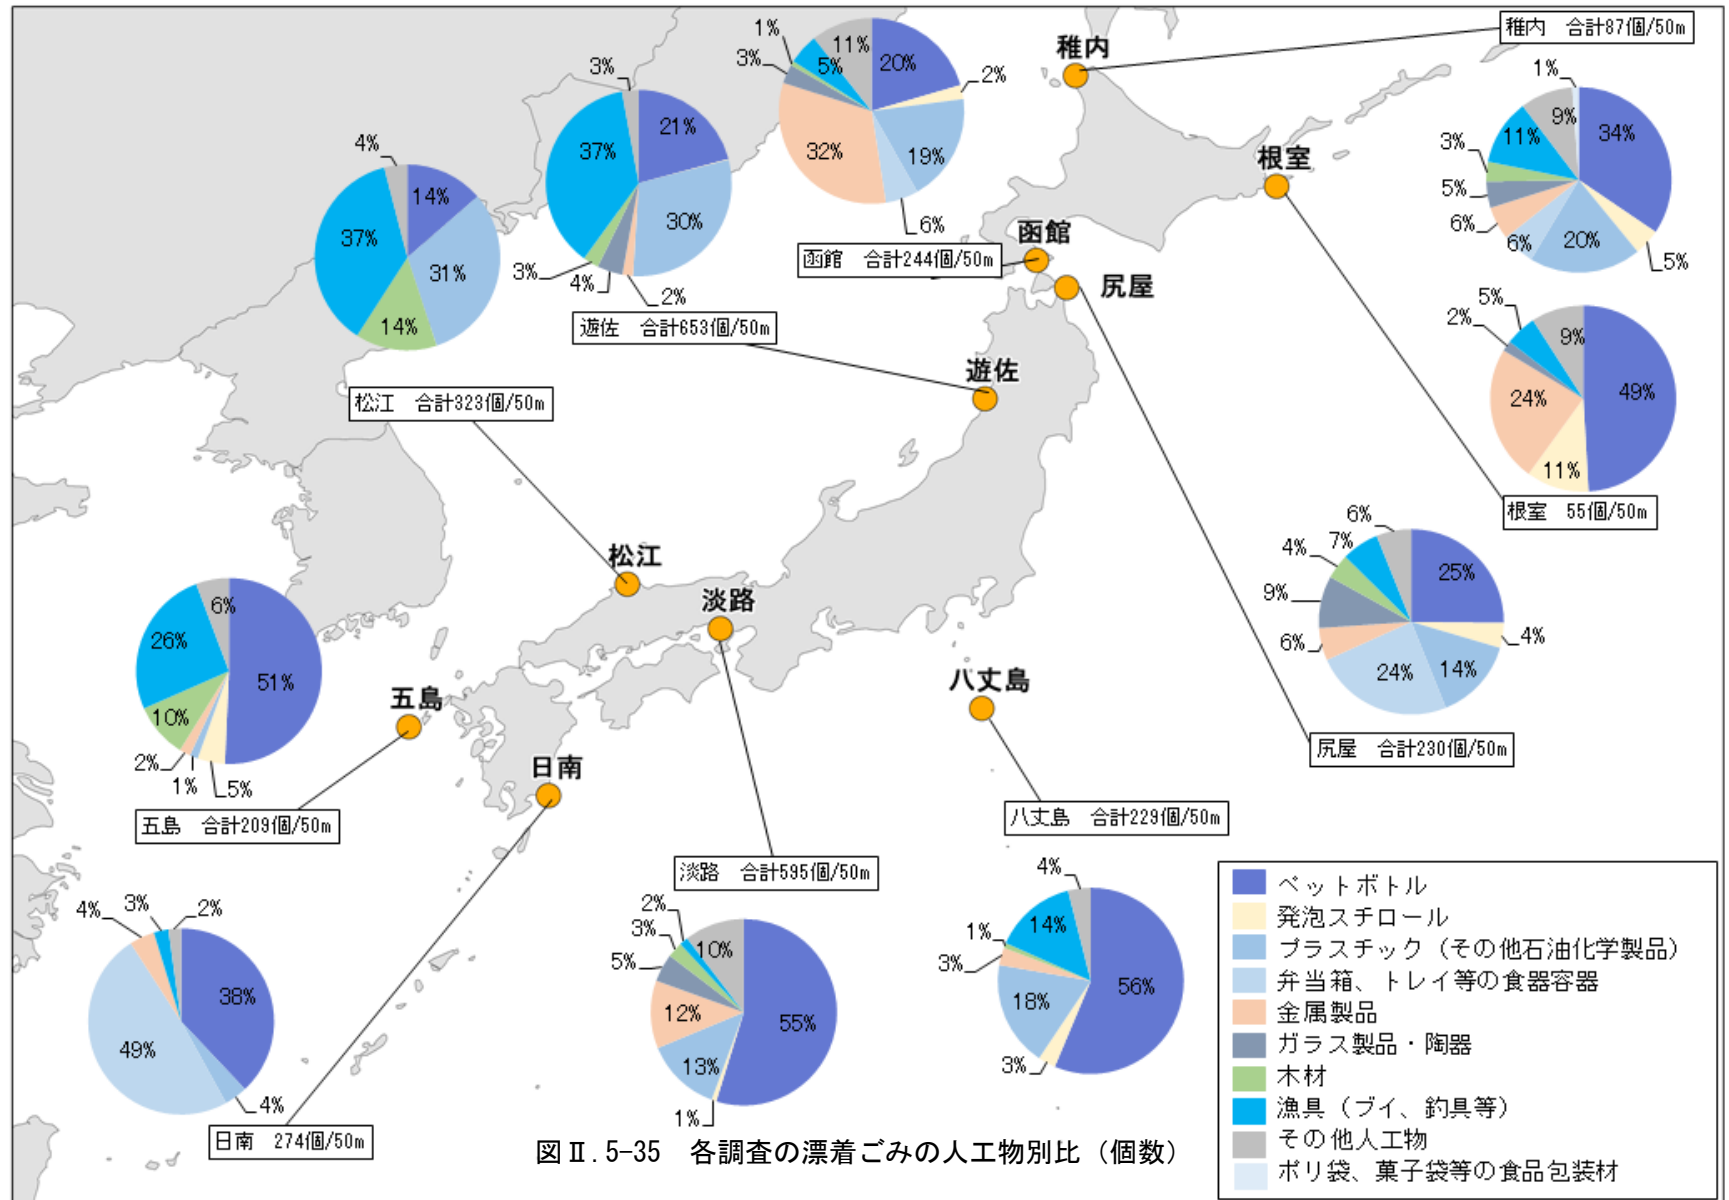 稚内　合計87個/50m
1%
34%
5%
20%
6%
6%
5%
3%
11%
9%
稚内
根室
函館
尻屋
遊佐
松江
淡路
五島
日南
八丈島
11%
20%
2%
19%
6%
32%
3%
1%
5%
函館　合計244個/50m
3%
21%
30%
2%
4%
3%
37%
遊佐　合計653個/50m
4%
14%
31%
14%
37%
松江　合計323個/50m
5%
9%
2%
49%
24%
11%
根室　55個/50m
6%
7%
4%
25%
9%
4%
6%
24%
14%
尻屋　合計230個/50m
6%
26%
51%
10%
2%
1%
5%
五島　合計209個/50m
八丈島　合計229個/50m
4%
14%
1%
3%
56%
18%
3%
淡路　合計595個/50m
2%
3%
10%
5%
12%
55%
13%
1%
4%
3%
2%
38%
49%
4%
日南　274個/50m
ペットボトル
発泡スチロール
プラスチック（その他石油化学製品）
弁当箱、トレイ等の食器容器
金属製品
ガラス製品・陶器
木材
漁具（ブイ、釣具等）
その他人工物
ポリ袋、菓子袋等の食品包装材
図Ⅱ.5-35　各調査の漂着ごみの人工物別比（個数）